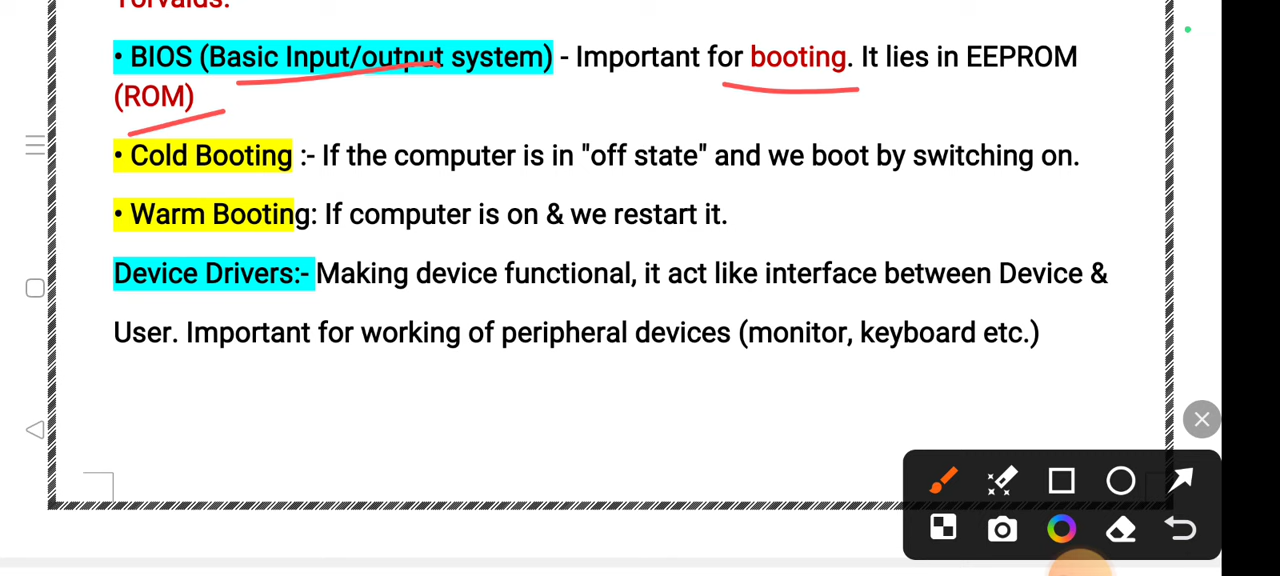 • BIOS (Basic Input/output system) - Important for booting. It lies in EEPROM
(ROM)
• Cold Booting :- If the computer is in "off state" and we boot by switching on.
• Warm Booting: If computer is on & we restart it.
Device Drivers:- Making device functional, it act like interface between Device &
User. Important for working of peripheral devices (monitor, keyboard etc.)